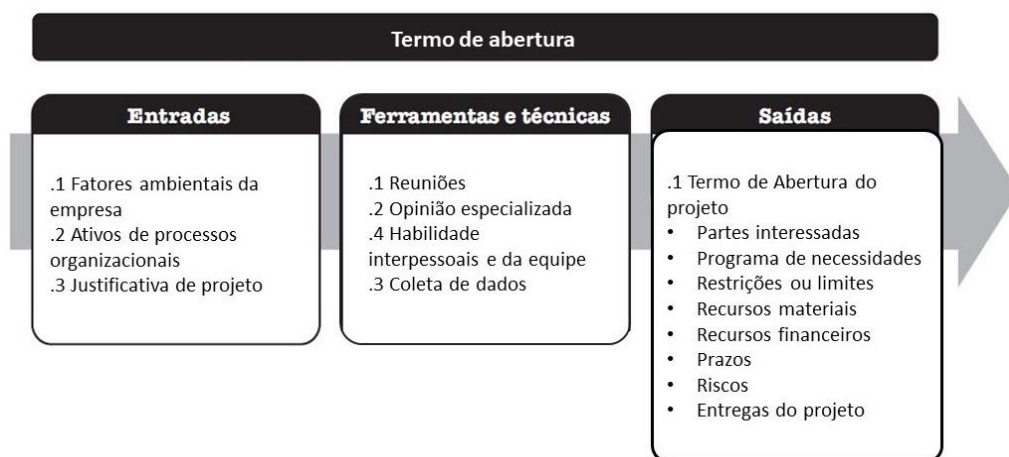 Termo de abertura
Entradas
.1 Fatores ambientais da
empresa
.2 Ativos de processos
organizacionais
.3 Justificativa de projeto
Ferramentas e técnicas
.1 Reuniões
.2 Opinião especializada
.4 Habilidade
interpessoais e da equipe
.3 Coleta de dados
Saídas
.1 Termo de Abertura do
projeto
• Partes interessadas
• Programa de necessidades
• Restrições ou limites
• Recursos materiais
• Recursos financeiros
• Prazos
• Riscos
• Entregas do projeto